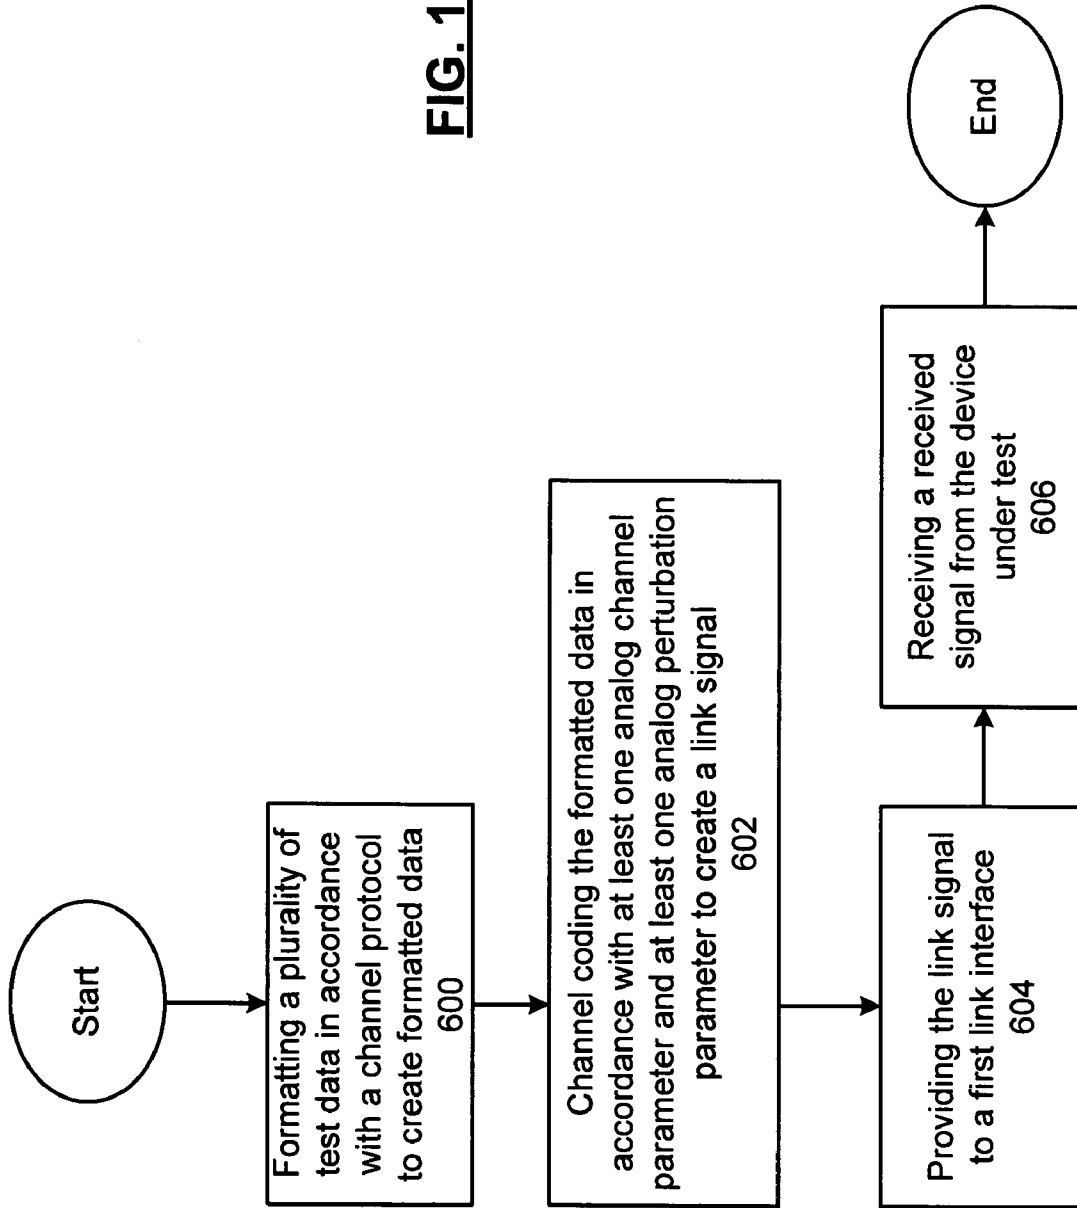 FIG. 1
Start
Formatting a plurality of
test data in accordance
with a channel protocol
to create formatted data
600
Channel coding the formatted data in
accordance with at least one analog channel
parameter and at least one analog perturbation
parameter to create a link signal
602
Providing the link signal
to a first link interface
604
Receiving a received
signal from the device
under test
606
End